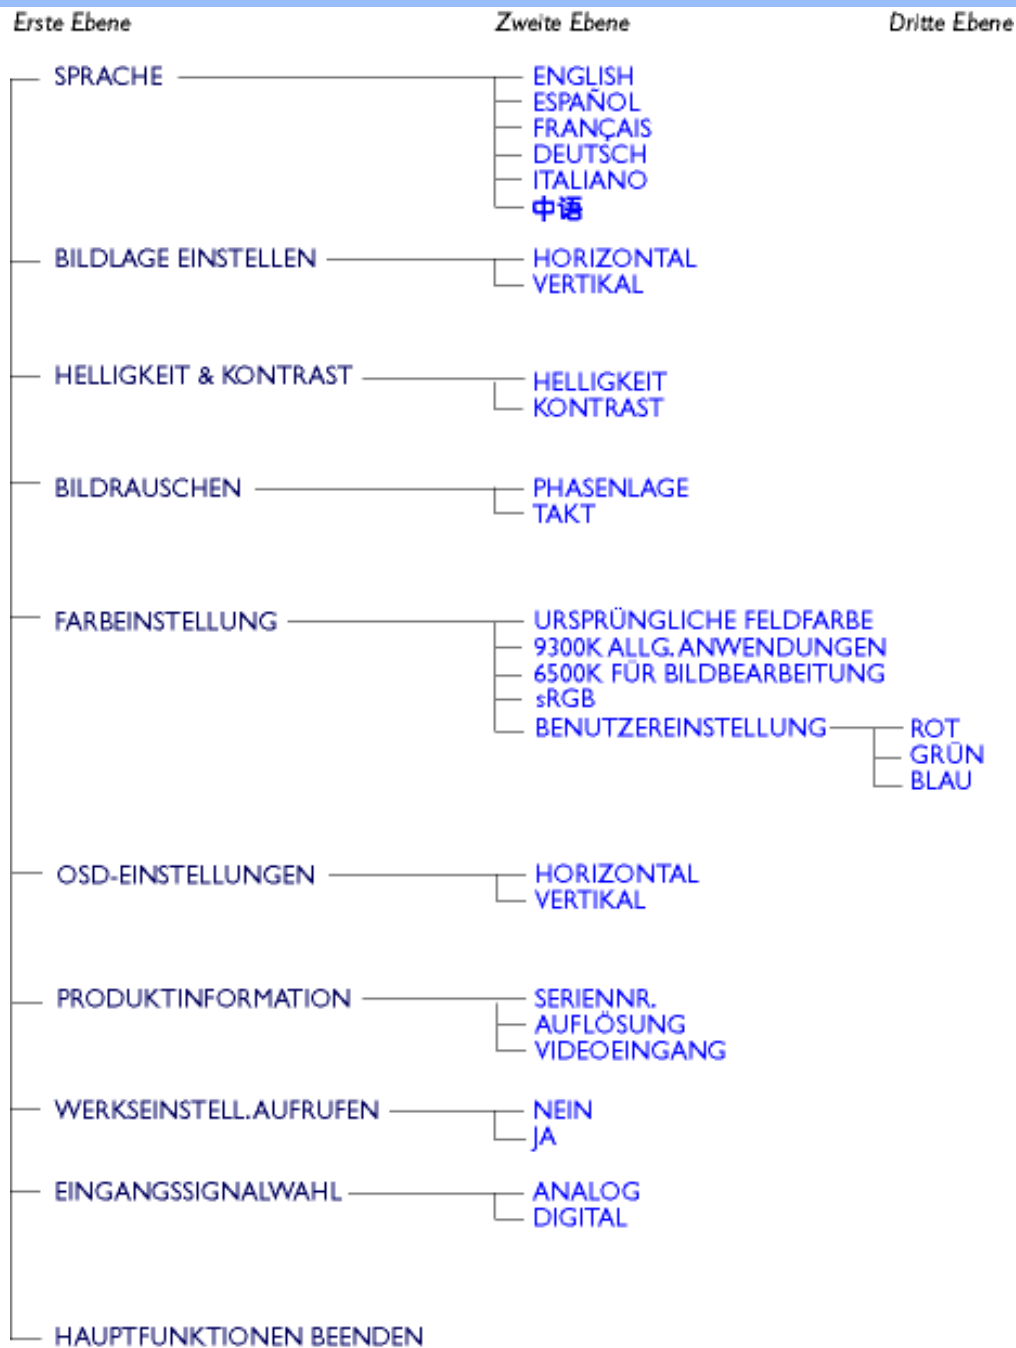 Erste Ebene Zweite Ebene Dritte Ebene
SPRACHE ENGLISH
ESPAÑOL
FRANÇAIS
DEUTSCH
ITALIANO
中语
BILDLAGE EINSTELLEN HORIZONTAL
VERTIKAL
HELLIGKEIT & KONTRAST HELLIGKEIT
KONTRAST
BILDRAUSCHEN PHASENLAGE
TAKT
FARBEINSTELLUNG URSPRÜNGLICHE FELDFARBE
9300K ALLG. ANWENDUNGEN
6500K FÜR BILDBEARBEITUNG
sRGB
BENUTZEREINSTELLUNG ROT
GRÜN
BLAU
OSD-EINSTELLUNGEN HORIZONTAL
VERTIKAL
PRODUKTINFORMATION SERIENNR.
AUFLÖSUNG
VIDEOEINGANG
WERKSEINSTELL. AUFRUFEN NEIN
JA
EINGANGSSIGNALWAHL ANALOG
DIGITAL
HAUPTFUNKTIONEN BEENDEN